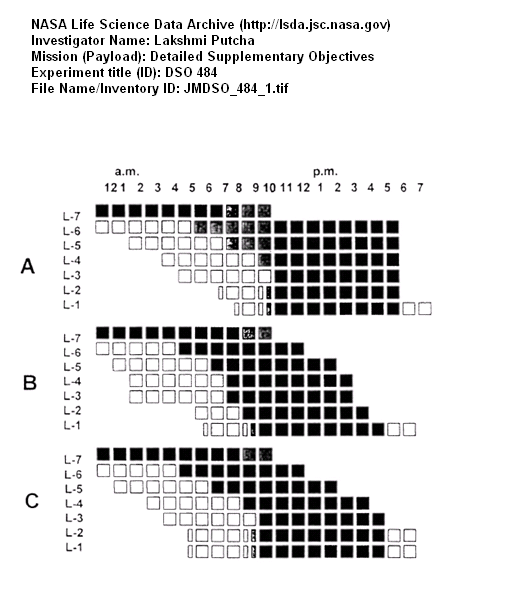 NASA Life Science Data Archive (http://lsda.jsc.nasa.gov)
Investigator Name: Lakshmi Putcha
Mission (Payload): Detailed Supplementary Objectives
Experiment title (ID): DSO 484
File Name/Inventory ID: JMDSO_484_1.tif
a.m. p.m.
12 1 2 3 4 5 6 7 8 9 10 11 12 1 2 3 4 5 6 7
L-7
L-6
L-5
A L-4
L-3
L-2
L-1
L-7
L-6
L-5
B L-4
L-3
L-2
L-1
L-7
L-6
L-5
C L-4
L-3
L-2
L-1